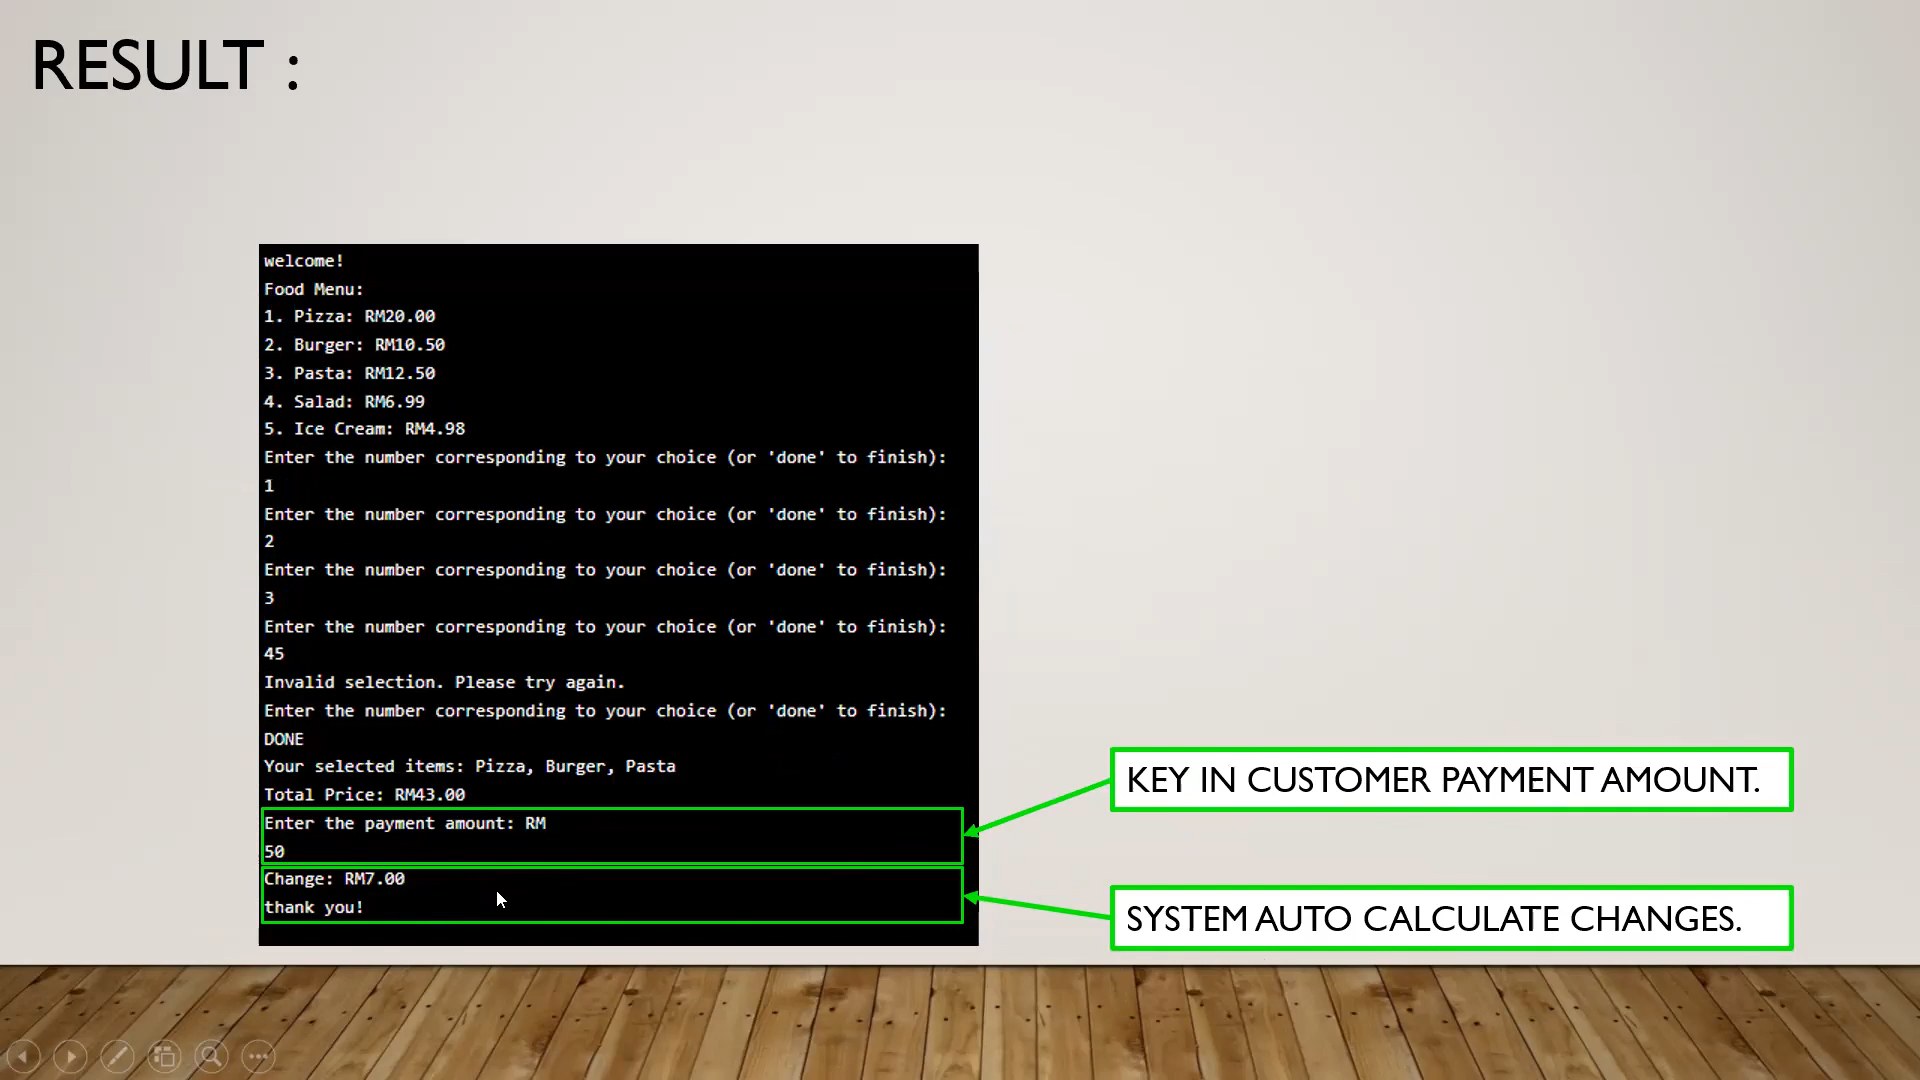 RESULT :
welcome!
Food Menu:
1. Pizza: RM20.00
2. Burger: RM10.50
3. Pasta: RM12.50
4. Salad: RM6.99
5. Ice Cream: RM4.98
Enter the number corresponding to your choice (or 'done' to finish):
1
Enter the number corresponding to your choice (or 'done' to finish):
2
Enter the number corresponding to your choice (or 'done' to finish):
3
Enter the number corresponding to your choice (or 'done' to finish):
45
Invalid selection. Please try again.
Enter the number corresponding to your choice (or 'done' to finish):
DONE
Your selected items: Pizza, Burger, Pasta
Total Price: RM43.00
Enter the payment amount: RM
50
Change: RM7.00
thank you!
KEY IN CUSTOMER PAYMENT AMOUNT.
SYSTEM AUTO CALCULATE CHANGES.